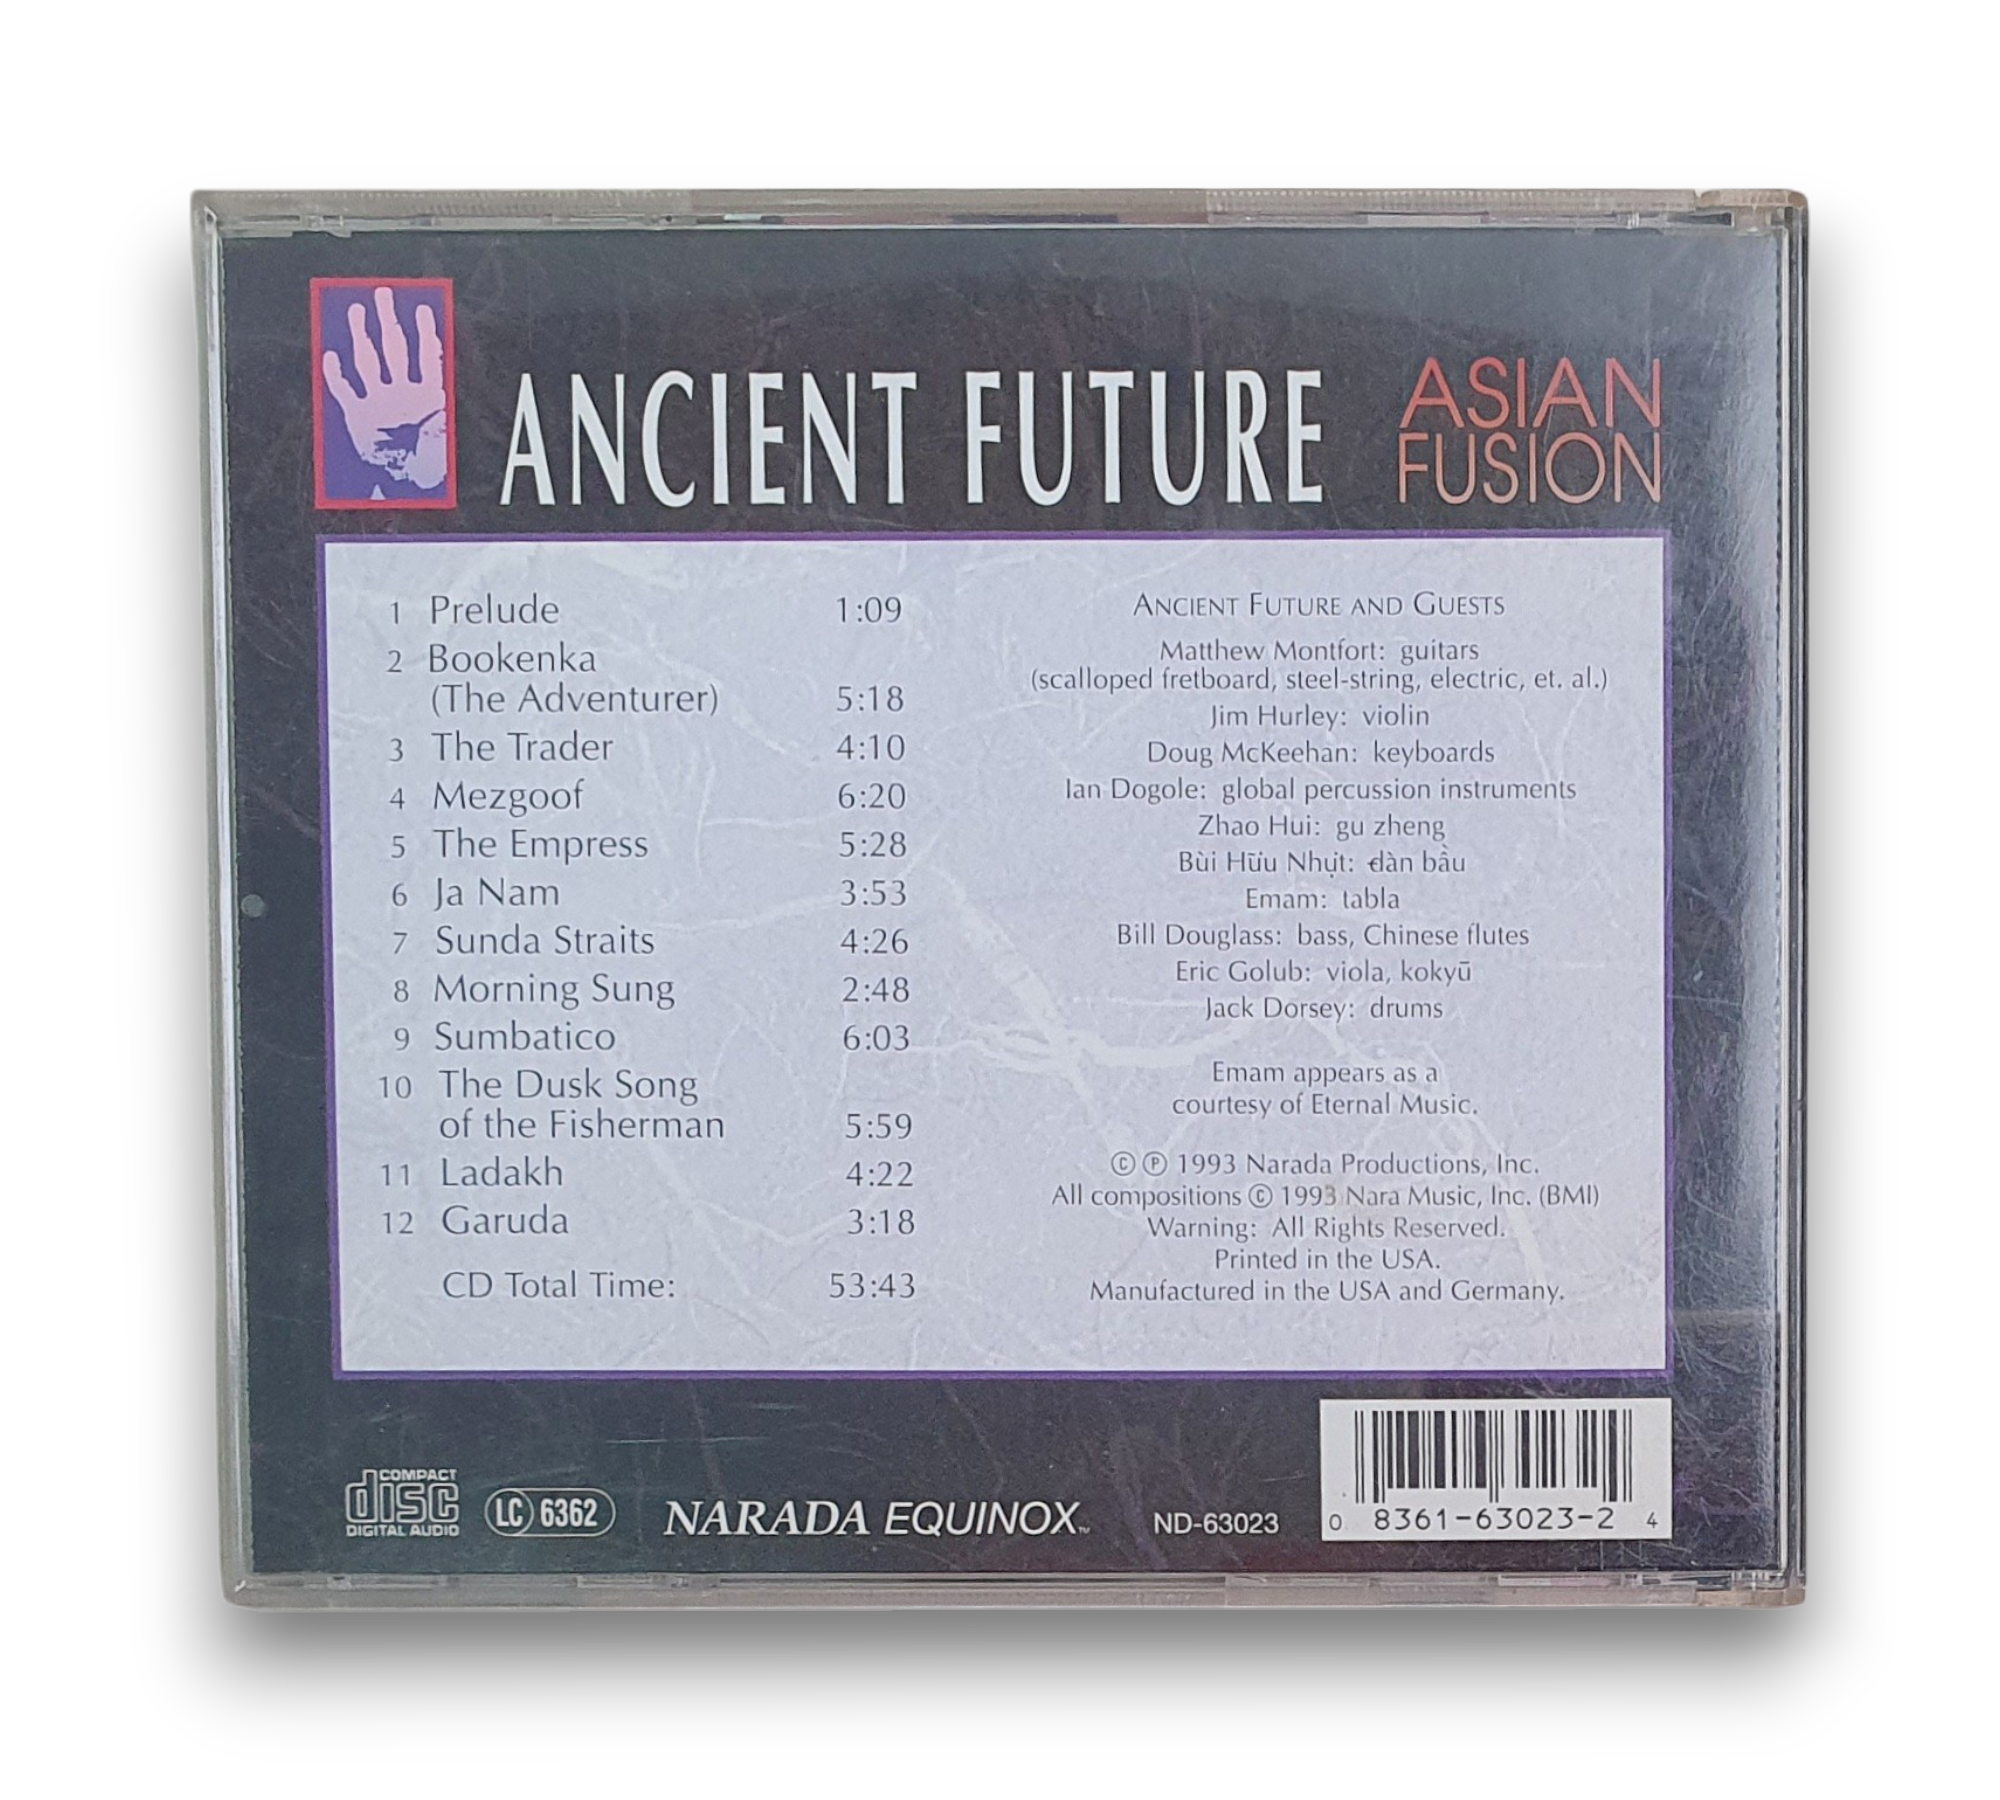 ANCIENT FUTURE
ASIAN
FUSION
1 Prelude 1:09
2 Bookenka
(The Adventurer) 5:18
3 The Trader 4:10
4 Mezgoof 6:20
5 The Empress 5:28
6 Ja Nam 3:53
7 Sunda Straits 4:26
8 Morning Sung 2:48
9 Sumbatico 6:03
10 The Dusk Song
of the Fisherman 5:59
11 Ladakh 4:22
12 Garuda 3:18
CD Total Time: 53:43
ANCIENT FUTURE AND GUESTS
Matthew Montfort: guitars
(scalloped fretboard, steel-string, electric, et. al.)
Jim Hurley: violin
Doug McKeehan: keyboards
Ian Dogole: global percussion instruments
Zhao Hui: gu zheng
Bùi Hữu Nhựt: đàn bầu
Emam: tabla
Bill Douglass: bass, Chinese flutes
Eric Golub: viola, kokyū
Jack Dorsey: drums
Emam appears as a
courtesy of Eternal Music.
© ℗ 1993 Narada Productions, Inc.
All compositions © 1993 Nara Music, Inc. (BMI)
Warning: All Rights Reserved.
Printed in the USA.
Manufactured in the USA and Germany.
COMPACT
disc
DIGITAL AUDIO
LC 6362
NARADA EQUINOX™
ND-63023
0 8361-63023-2 4